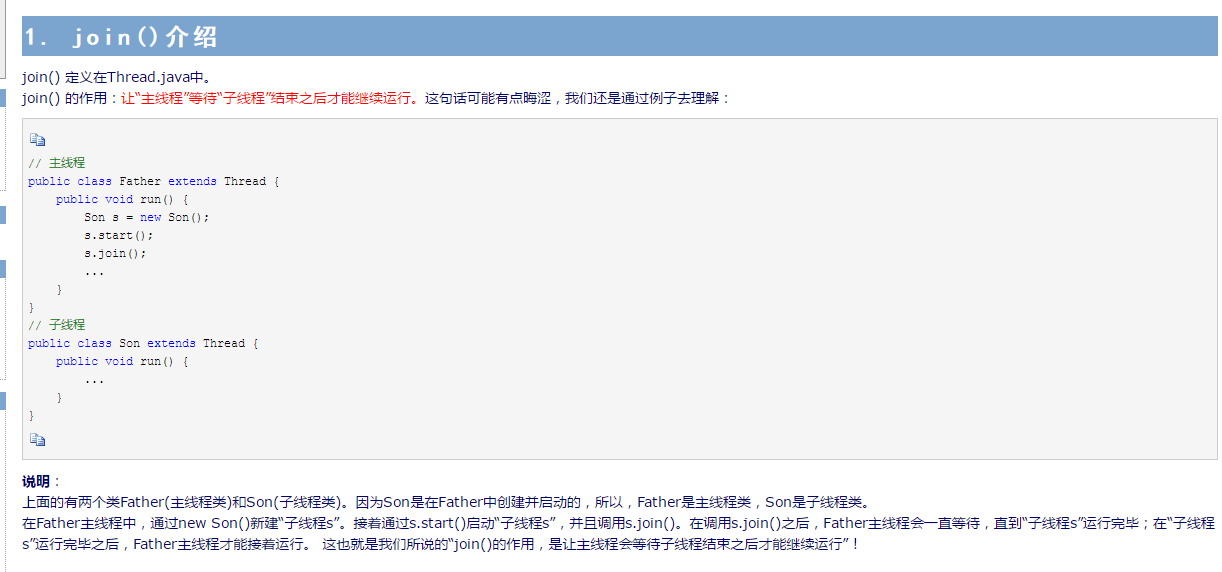 1. join()介绍
join() 定义在Thread.java中。
join() 的作用：让“主线程”等待“子线程”结束之后才能继续运行。这句话可能有点晦涩，我们还是通过例子去理解：
// 主线程
public class Father extends Thread {
    public void run() {
        Son s = new Son();
        s.start();
        s.join();
        ...
    }
}
// 子线程
public class Son extends Thread {
    public void run() {
        ...
    }
}
说明：
上面的有两个类Father(主线程类)和Son(子线程类)。因为Son是在Father中创建并启动的，所以，Father是主线程类，Son是子线程类。
在Father主线程中，通过new Son()新建“子线程s”。接着通过s.start()启动“子线程s”，并且调用s.join()。在调用s.join()之后，Father主线程会一直等待，直到“子线程s”运行完毕；在“子线程
s”运行完毕之后，Father主线程才能接着运行。 这也就是我们所说的“join()的作用，是让主线程会等待子线程结束之后才能继续运行”！